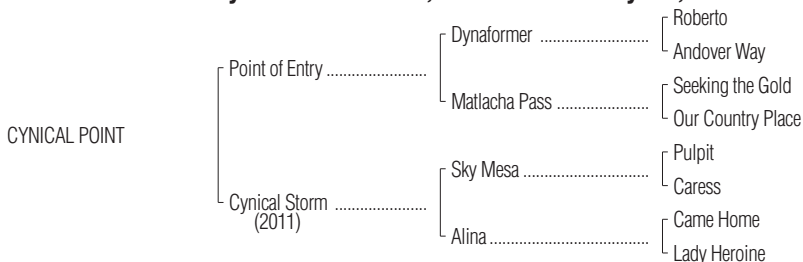 Roberto
Dynaformer ......................
Andover Way
Point of Entry ........................
Seeking the Gold
Matlacha Pass ...................
Our Country Place
CYNICAL POINT
Pulpit
Sky Mesa ..........................
Caress
Cynical Storm ......................
(2011)
Came Home
Alina .................................
Lady Heroine